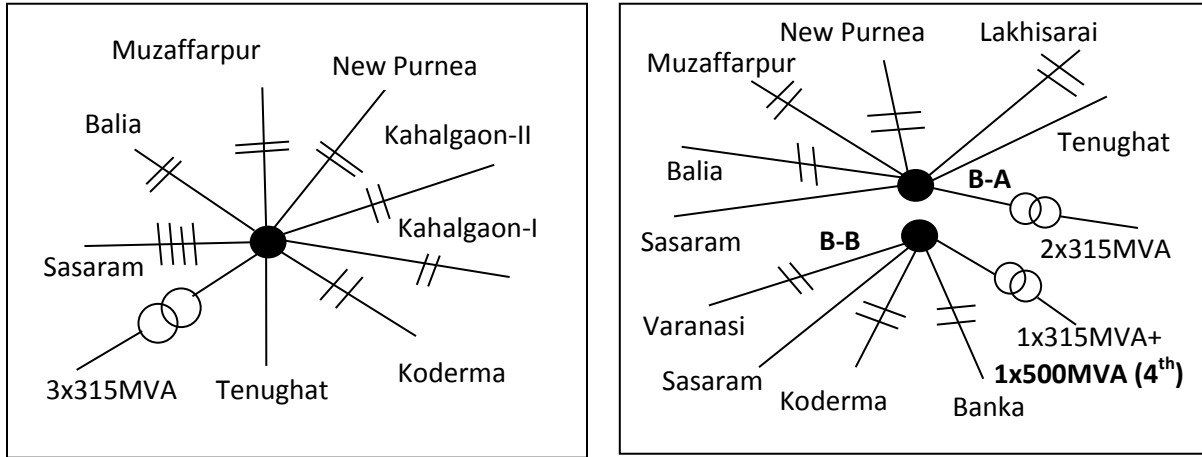 Muzaffarpur
New Purnea
Balia
Kahalgaon-II
Kahalgaon-I
Sasaram
3x315MVA
Tenughat
Koderma
New Purnea
Lakhisarai
Muzaffarpur
Tenughat
Balia
B-A
Sasaram
B-B
2x315MVA
Varanasi
1x315MVA+
Sasaram
1x500MVA (4th)
Koderma
Banka